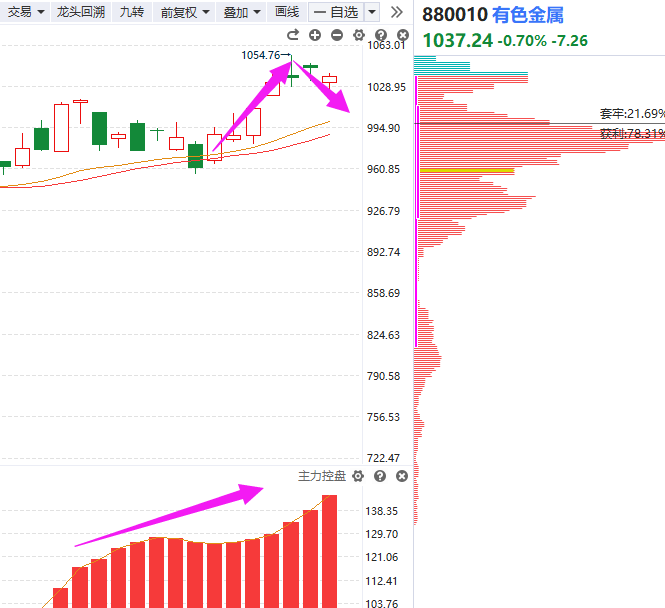 交易 龙头回溯 九转 前复权 叠加 画线 一自选
880010 有色金属
1037.24 -0.70% -7.26
1063.01
1054.76
1028.95
套牢:21.69%
994.90
获利:78.31%
960.85
926.79
892.74
858.69
824.63
790.58
756.53
722.47
主力控盘
138.35
129.70
121.06
112.41
103.76